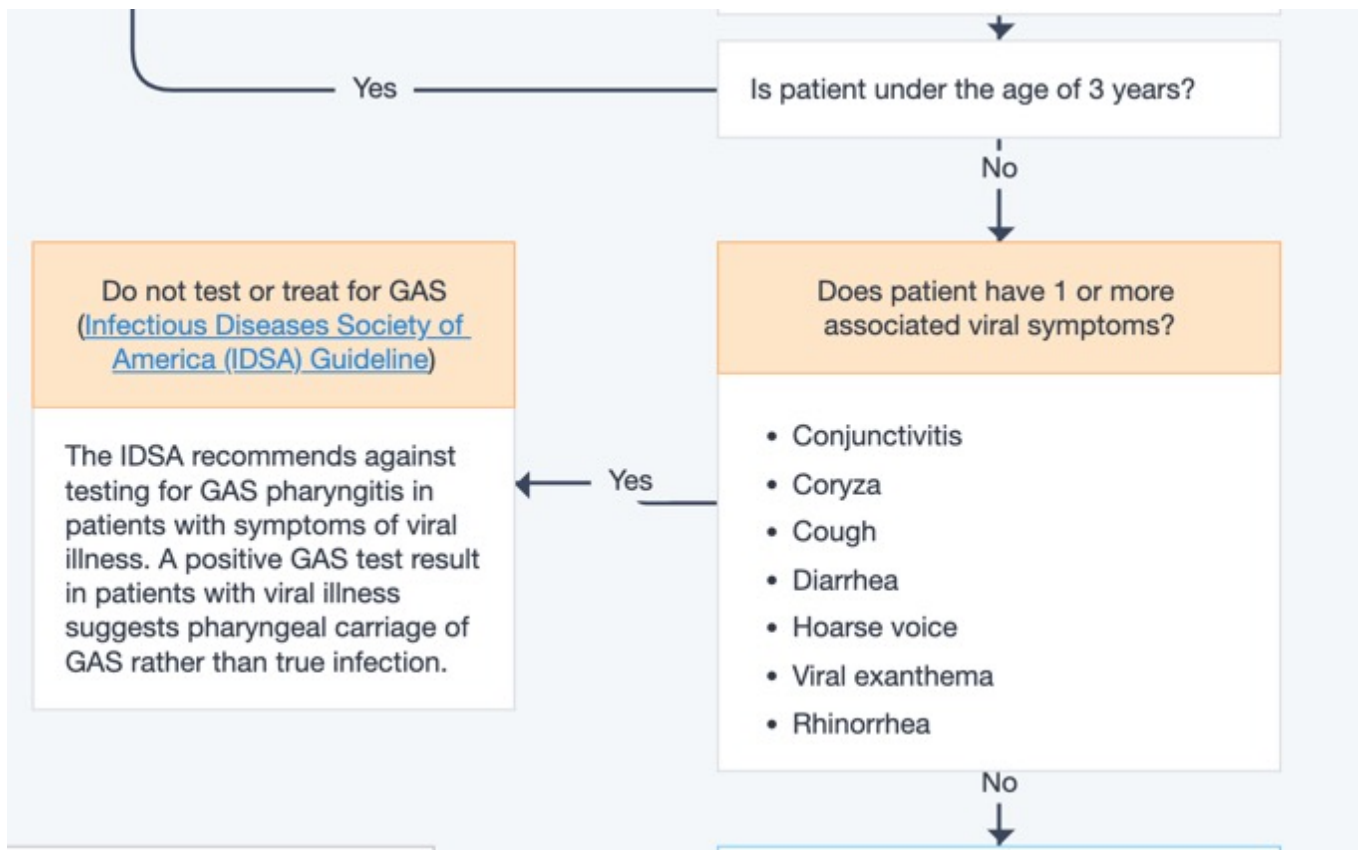 Yes
Is patient under the age of 3 years?
No
Do not test or treat for GAS
(Infectious Diseases Society of
America (IDSA) Guideline)
The IDSA recommends against
testing for GAS pharyngitis in
patients with symptoms of viral
illness. A positive GAS test result
in patients with viral illness
suggests pharyngeal carriage of
GAS rather than true infection.
Yes
Does patient have 1 or more
associated viral symptoms?
• Conjunctivitis
• Coryza
• Cough
• Diarrhea
• Hoarse voice
• Viral exanthema
• Rhinorrhea
No